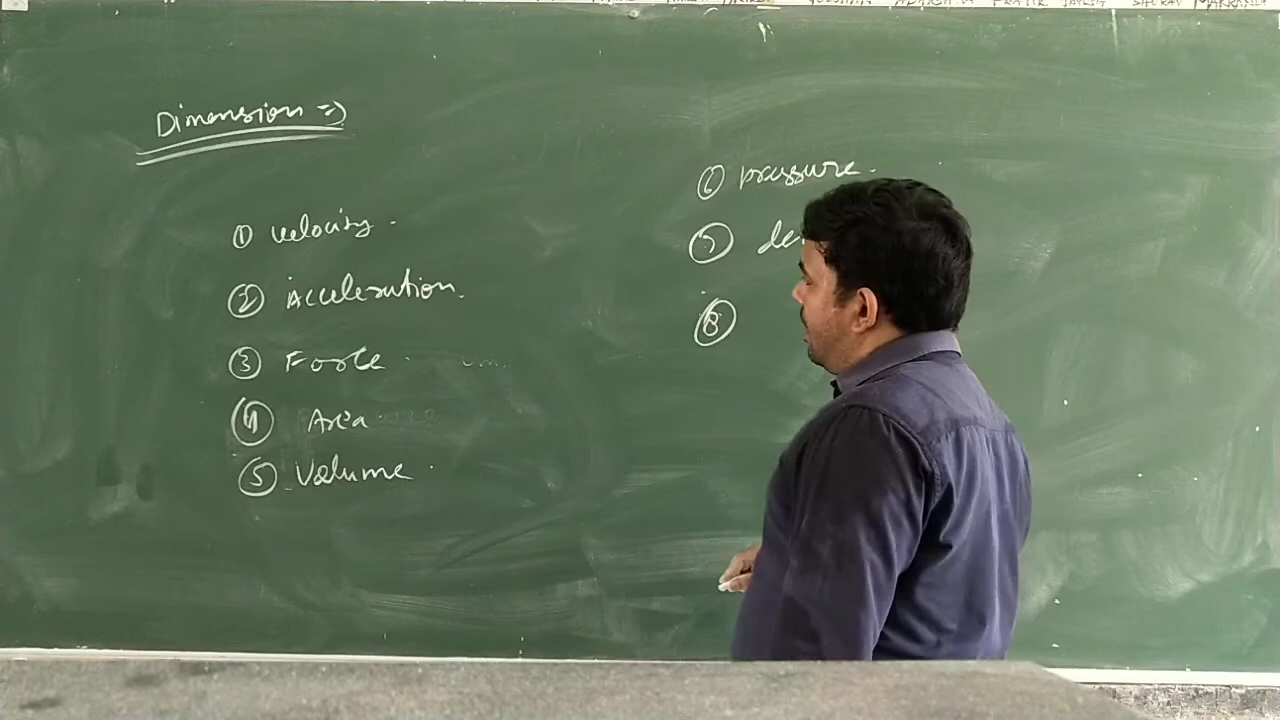 Dimension ⇒
① velocity.
② Acceleration.
③ Force.
④ Area
⑤ Volume.
⑥ pressure.
⑦ de
⑧